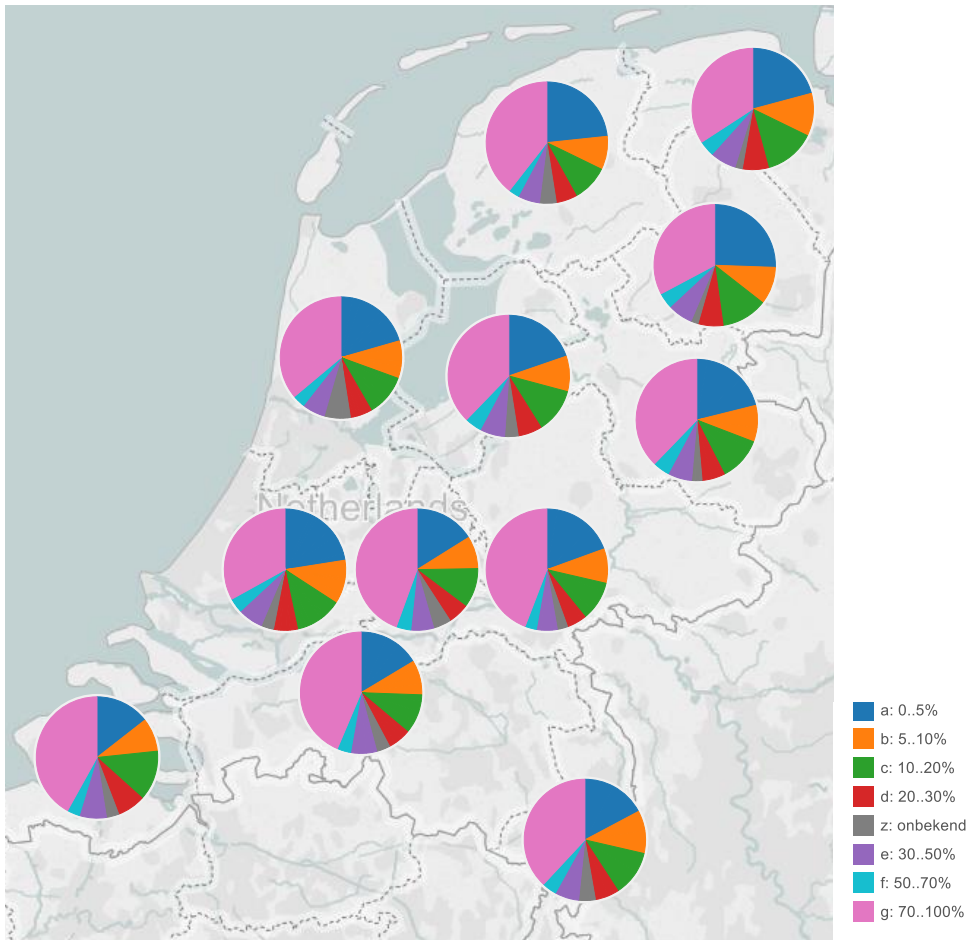 Netherlands
a: 0..5%
b: 5..10%
c: 10..20%
d: 20..30%
z: onbekend
e: 30..50%
f: 50..70%
g: 70..100%